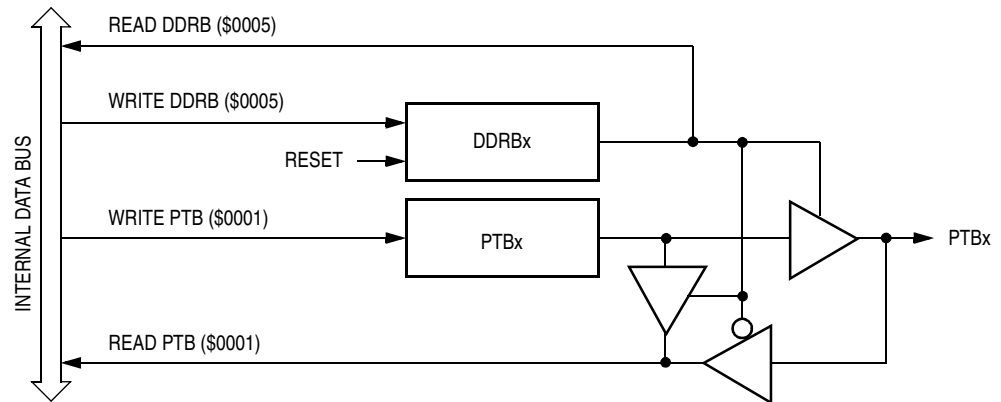 READ DDRB ($0005)
WRITE DDRB ($0005)
DDRBx
RESET
WRITE PTB ($0001)
PTBx
PTBx
READ PTB ($0001)
INTERNAL DATA BUS